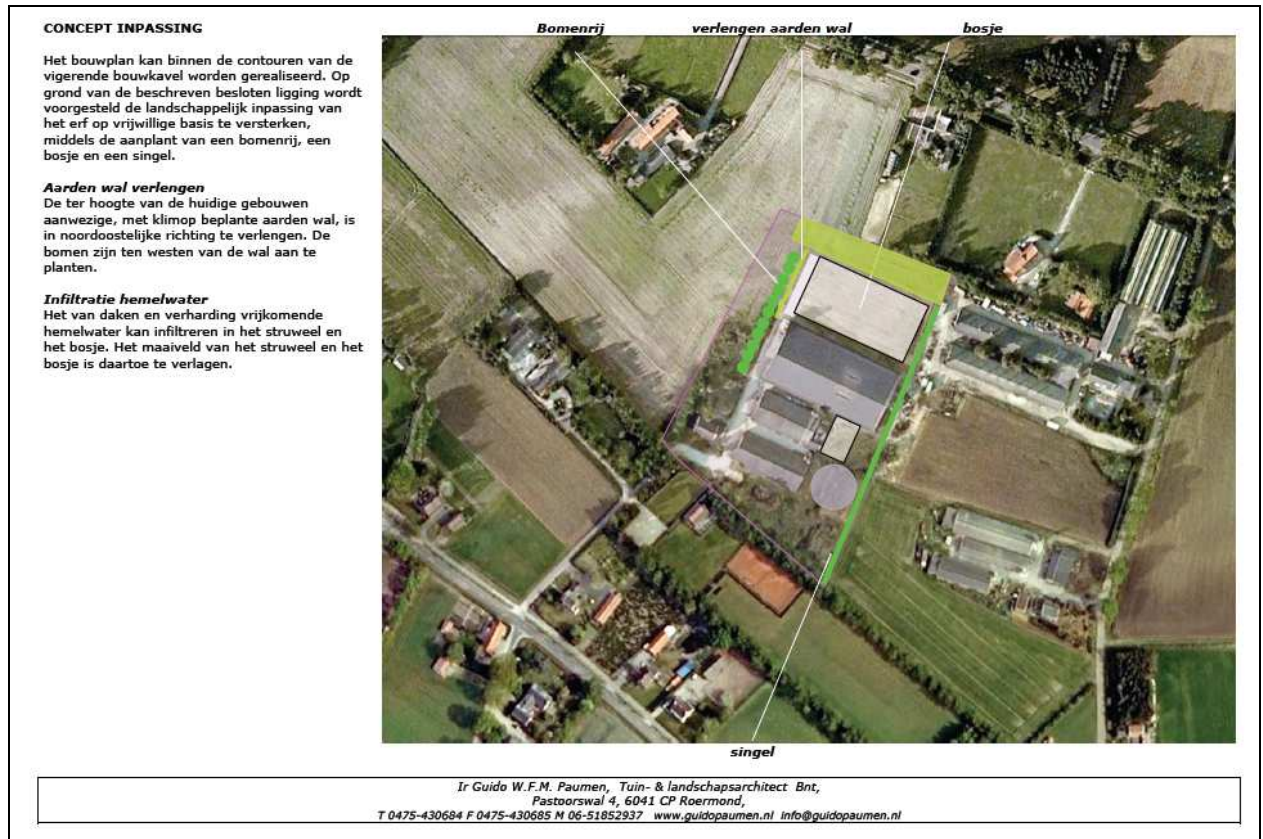 CONCEPT INPASSING
Het bouwplan kan binnen de contouren van de
vigerende bouwkavel worden gerealiseerd. Op
grond van de beschreven besloten ligging wordt
voorgesteld de landschappelijk inpassing van
het erf op vrijwillige basis te versterken,
middels de aanplant van een bomenrij, een
bosje en een singel.
Aarden wal verlengen
De ter hoogte van de huidige gebouwen
aanwezige, met klimop beplante aarden wal, is
in noordoostelijke richting te verlengen. De
bomen zijn ten westen van de wal aan te
planten.
Infiltratie hemelwater
Het van daken en verharding vrijkomende
hemelwater kan infiltreren in het struweel en
het bosje. Het maaiveld van het struweel en het
bosje is daartoe te verlagen.
Bomenrij
verlengen aarden wal
bosje
singel
Ir Guido W.F.M. Paumen, Tuin- & landschapsarchitect Bnt,
Pastoorswal 4, 6041 CP Roermond,
T 0475-430684 F 0475-430685 M 06-51852937 www.guidopaumen.nl info@guidopaumen.nl